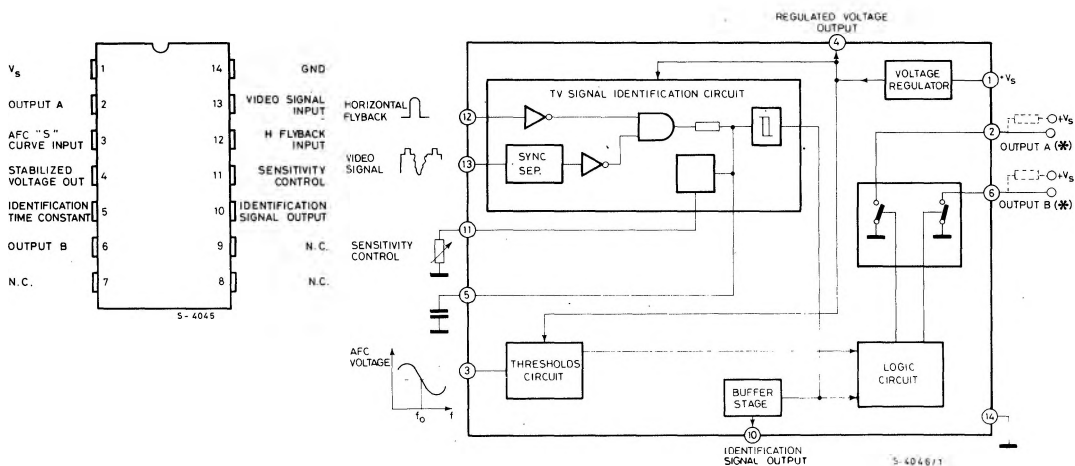 Vs
OUTPUT A
AFC "S"
CURVE INPUT
STABILIZED
VOLTAGE OUT
IDENTIFICATION
TIME CONSTANT
OUTPUT B
N.C.
1
2
3
4
5
6
7
14
13
12
11
10
9
8
GND
VIDEO SIGNAL
INPUT
H FLYBACK
INPUT
SENSITIVITY
CONTROL
IDENTIFICATION
SIGNAL OUTPUT
N.C.
N.C.
S-4045
REGULATED VOLTAGE
OUTPUT
4
TV SIGNAL IDENTIFICATION CIRCUIT
VOLTAGE
REGULATOR
1
+Vs
HORIZONTAL
FLYBACK
12
VIDEO
SIGNAL
13
SYNC
SEP.
2
+Vs
OUTPUT A (*)
6
+Vs
OUTPUT B (*)
SENSITIVITY
CONTROL
11
5
AFC
VOLTAGE
fo
f
3
THRESHOLDS
CIRCUIT
LOGIC
CIRCUIT
BUFFER
STAGE
14
10
IDENTIFICATION
SIGNAL OUTPUT
S-4046/1